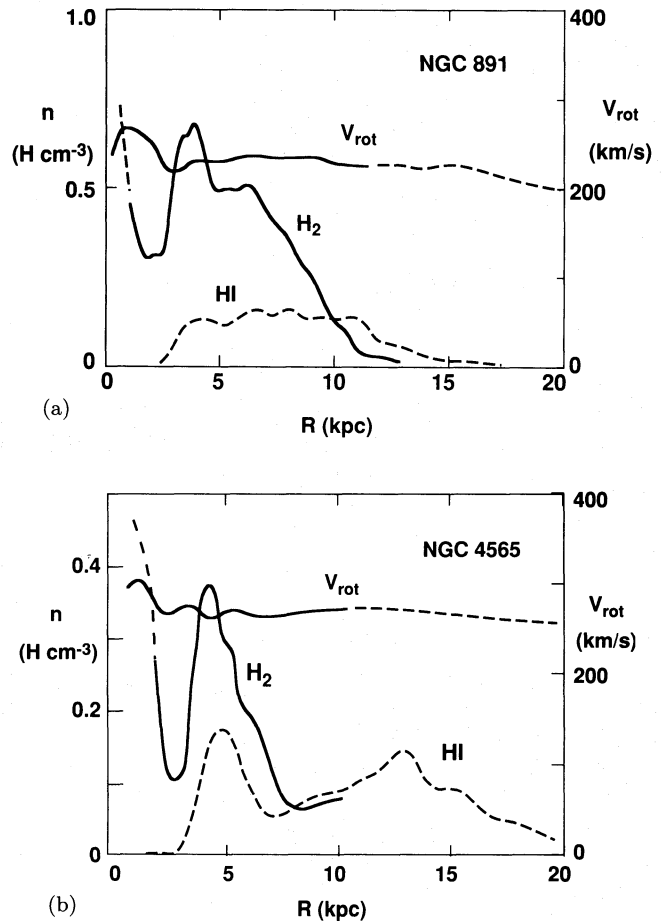 1.0
400
NGC 891
n
(H cm-3)
Vrot
Vrot
(km/s)
0.5
200
H2
HI
0
0
0
5
10
15
20
(a)
R (kpc)
400
NGC 4565
0.4
Vrot
n
(H cm-3)
Vrot
(km/s)
H2
200
0.2
HI
0
0
0
5
10
15
20
(b)
R (kpc)